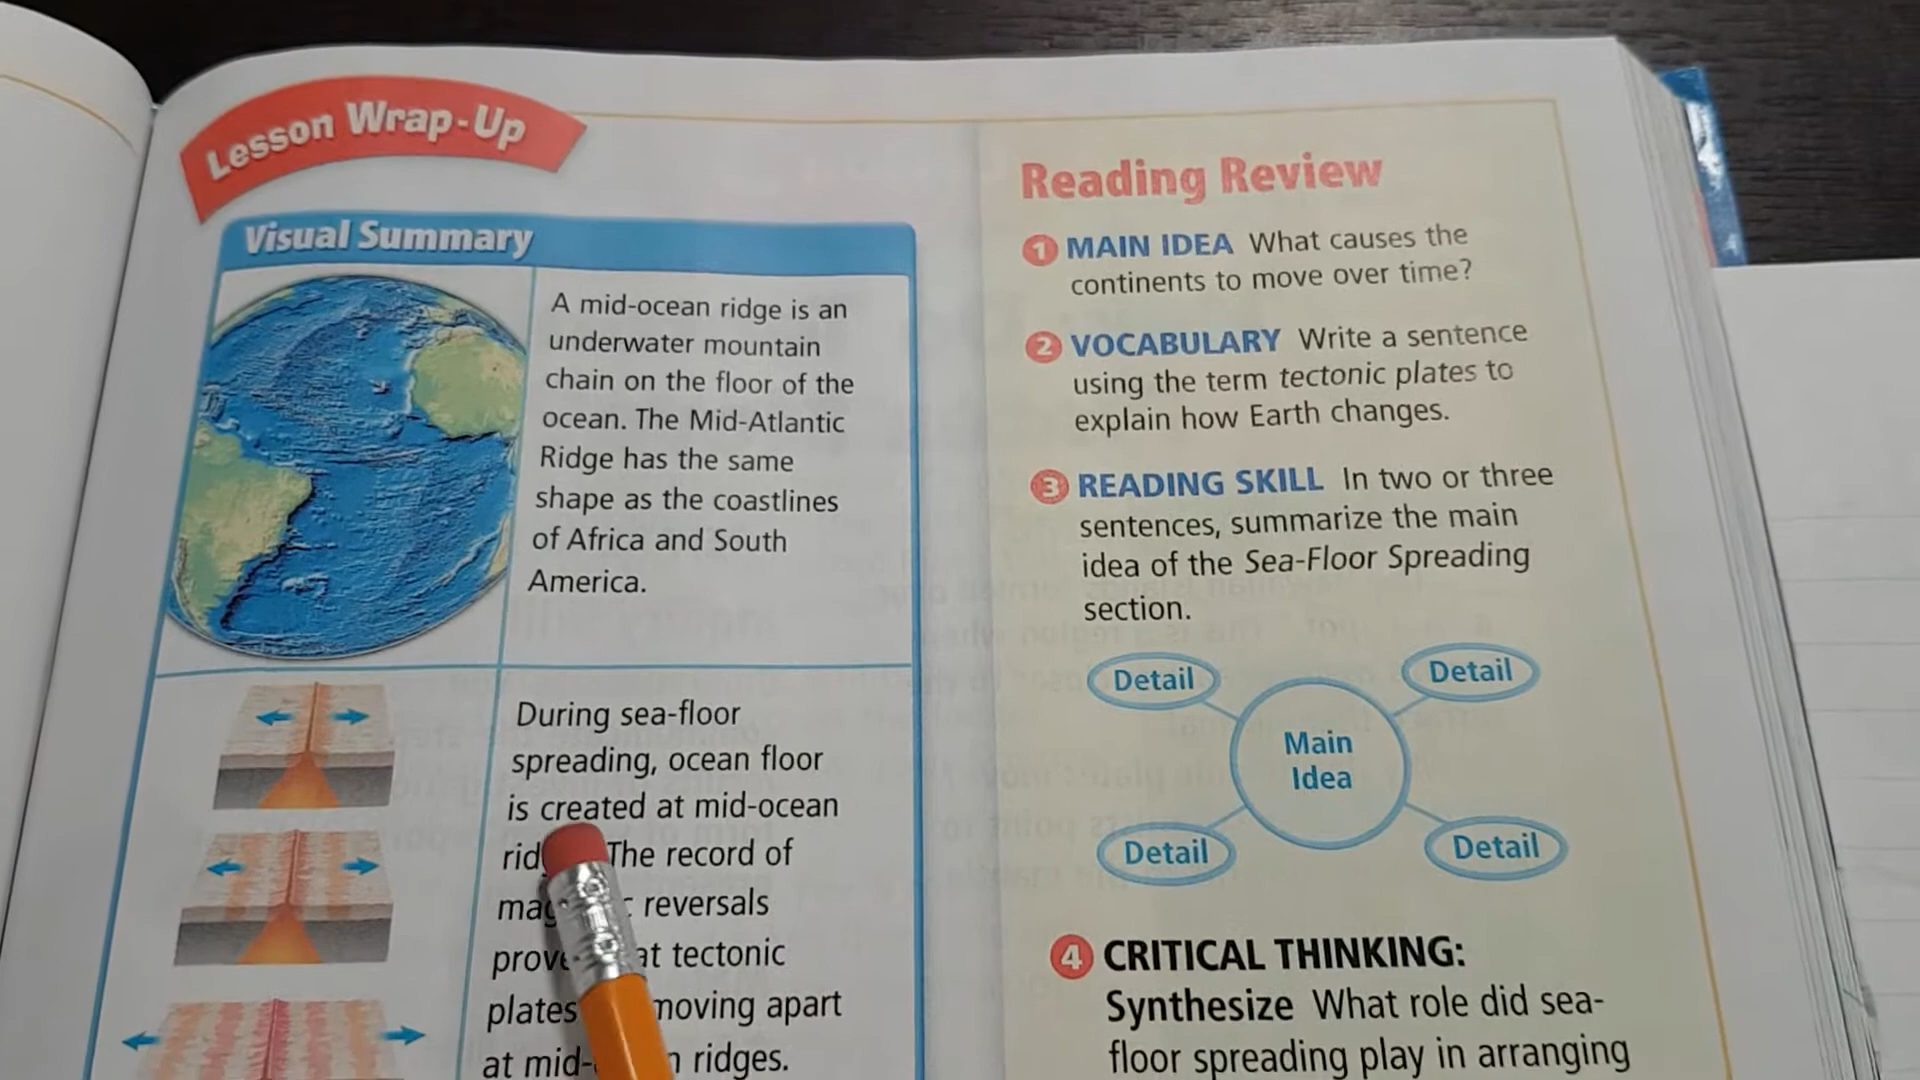 Lesson Wrap-Up
Visual Summary
A mid-ocean ridge is an
underwater mountain
chain on the floor of the
ocean. The Mid-Atlantic
Ridge has the same
shape as the coastlines
of Africa and South
America.
During sea-floor
spreading, ocean floor
is created at mid-ocean
The record of
reversals
tectonic
plates moving apart
at ridges.
Reading Review
1 MAIN IDEA What causes the
continents to move over time?
2 VOCABULARY Write a sentence
using the term tectonic plates to
explain how Earth changes.
3 READING SKILL In two or three
sentences, summarize the main
idea of the Sea-Floor Spreading
section.
Detail
Detail
Main
Idea
Detail
Detail
4 CRITICAL THINKING:
Synthesize What role did sea-
floor spreading play in arranging